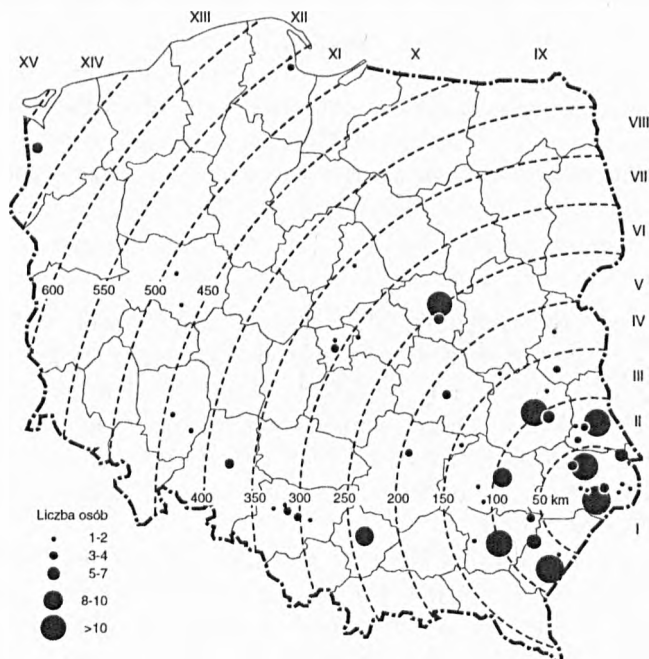 XIII XII
XV XIV XI X IX
VIII
VII
VI
600 550 500 450
V
IV
III
II
400 350 300 250 200 150 100 50 km
Liczba osób
I
1-2
3-4
5-7
8-10
>10